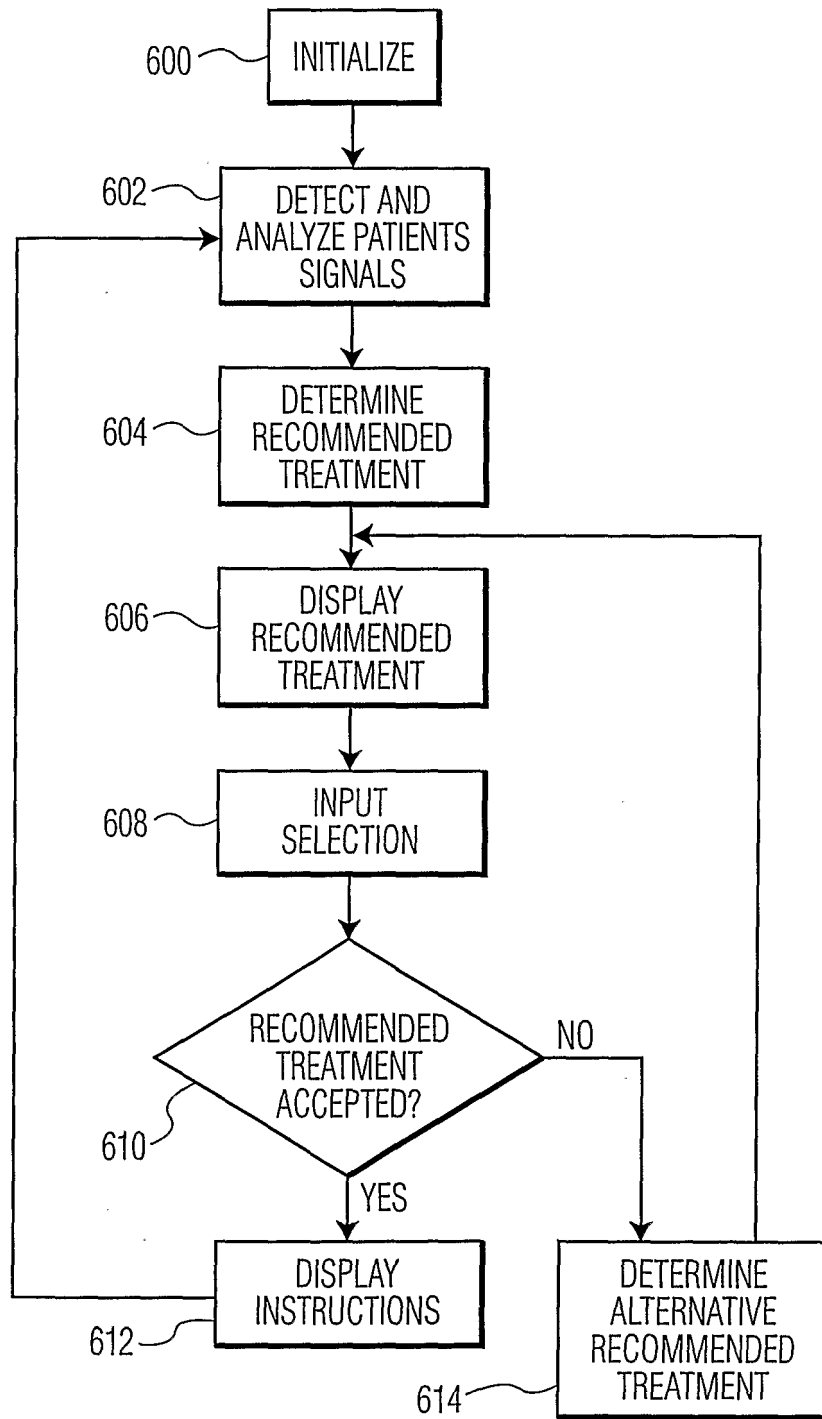 600
INITIALIZE
602
DETECT AND
ANALYZE PATIENTS
SIGNALS
604
DETERMINE
RECOMMENDED
TREATMENT
606
DISPLAY
RECOMMENDED
TREATMENT
608
INPUT
SELECTION
610
RECOMMENDED
TREATMENT
ACCEPTED?
NO
YES
612
DISPLAY
INSTRUCTIONS
614
DETERMINE
ALTERNATIVE
RECOMMENDED
TREATMENT